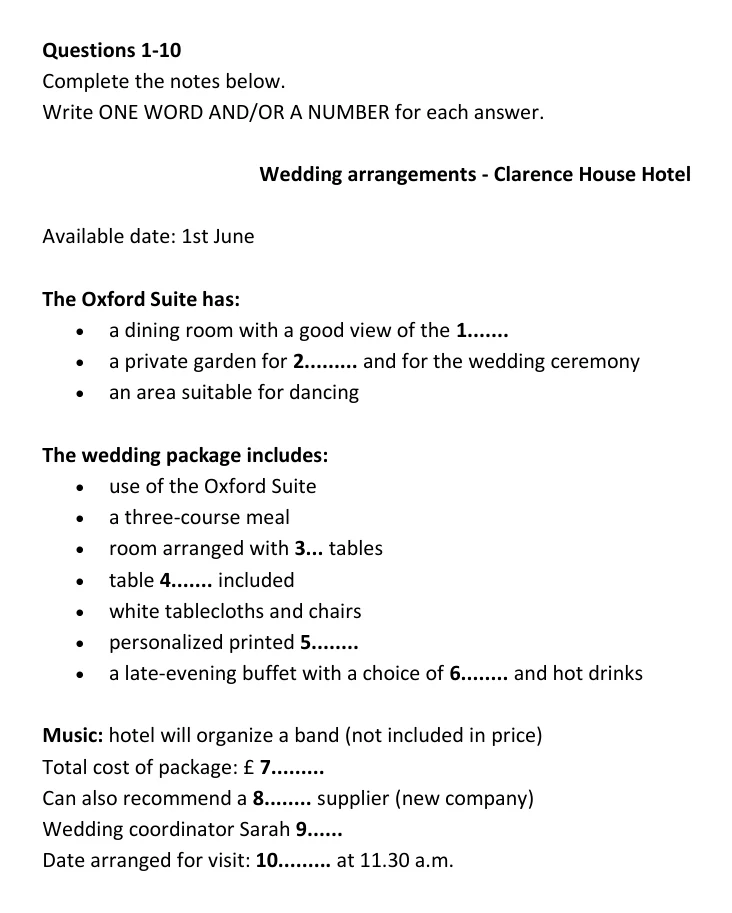 Questions 1-10
Complete the notes below.
Write ONE WORD AND/OR A NUMBER for each answer.
Wedding arrangements - Clarence House Hotel
Available date: 1st June
The Oxford Suite has:
• a dining room with a good view of the 1.......
• a private garden for 2......... and for the wedding ceremony
• an area suitable for dancing
The wedding package includes:
• use of the Oxford Suite
• a three-course meal
• room arranged with 3... tables
• table 4....... included
• white tablecloths and chairs
• personalized printed 5........
• a late-evening buffet with a choice of 6........ and hot drinks
Music: hotel will organize a band (not included in price)
Total cost of package: £ 7.........
Can also recommend a 8........ supplier (new company)
Wedding coordinator Sarah 9......
Date arranged for visit: 10......... at 11.30 a.m.